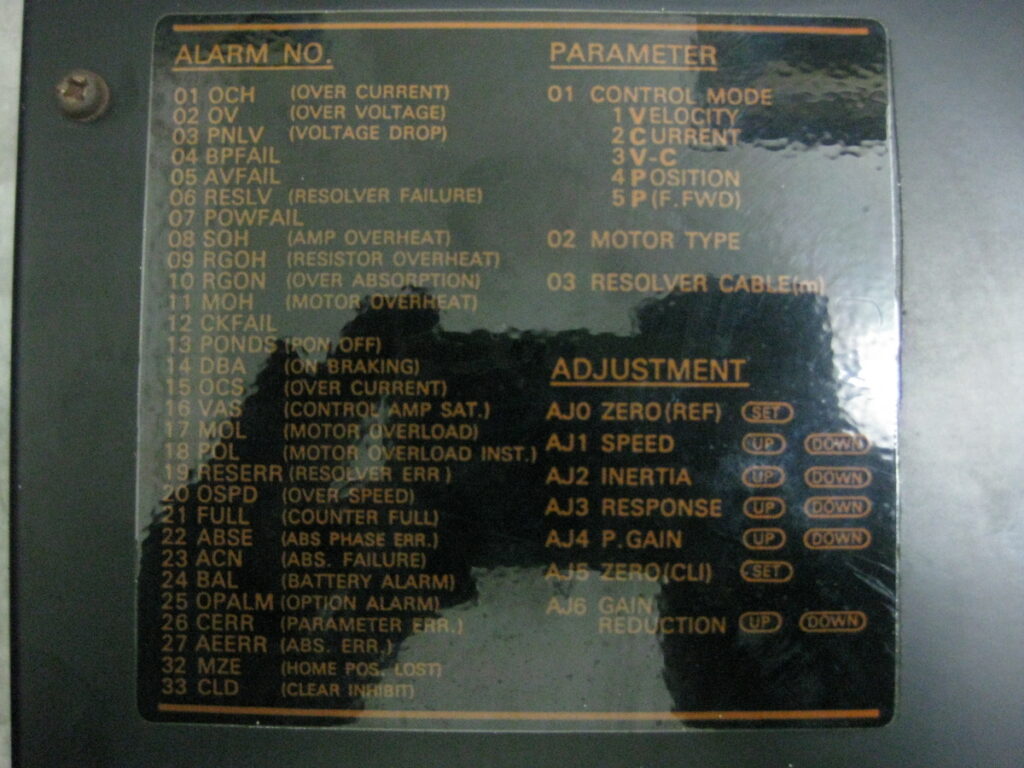 ALARM NO.
01 OCH (OVER CURRENT)
02 OV (OVER VOLTAGE)
03 PNLV (VOLTAGE DROP)
04 BPFAIL
05 AVFAIL
06 RESLV (RESOLVER FAILURE)
07 POWFAIL
08 SOH (AMP OVERHEAT)
09 RGOH (RESISTOR OVERHEAT)
10 RGON (OVER ABSORPTION)
11 MOH (MOTOR OVERHEAT)
12 CKFAIL
13 PONDS (PON OFF)
14 DBA (ON BRAKING)
15 OCS (OVER CURRENT)
16 VAS (CONTROL AMP SAT.)
17 MOL (MOTOR OVERLOAD)
18 POL (MOTOR OVERLOAD INST.)
19 RESERR (RESOLVER ERR)
20 OSPD (OVER SPEED)
21 FULL (COUNTER FULL)
22 ABSE (ABS PHASE ERR.)
23 ACN (ABS. FAILURE)
24 BAL (BATTERY ALARM)
25 OPALM (OPTION ALARM)
26 CERR (PARAMETER ERR.)
27 AEERR (ABS. ERR.)
32 MZE (HOME POS. LOST)
33 CLD (CLEAR INHIBIT)
PARAMETER
01 CONTROL MODE
1 VELOCITY
2 CURRENT
3 V-C
4 POSITION
5 P (F.FWD)
02 MOTOR TYPE
03 RESOLVER CABLE(m)
ADJUSTMENT
AJ0 ZERO(REF) SET
AJ1 SPEED UP DOWN
AJ2 INERTIA UP DOWN
AJ3 RESPONSE UP DOWN
AJ4 P.GAIN UP DOWN
AJ5 ZERO(CLI) SET
AJ6 GAIN
REDUCTION UP DOWN